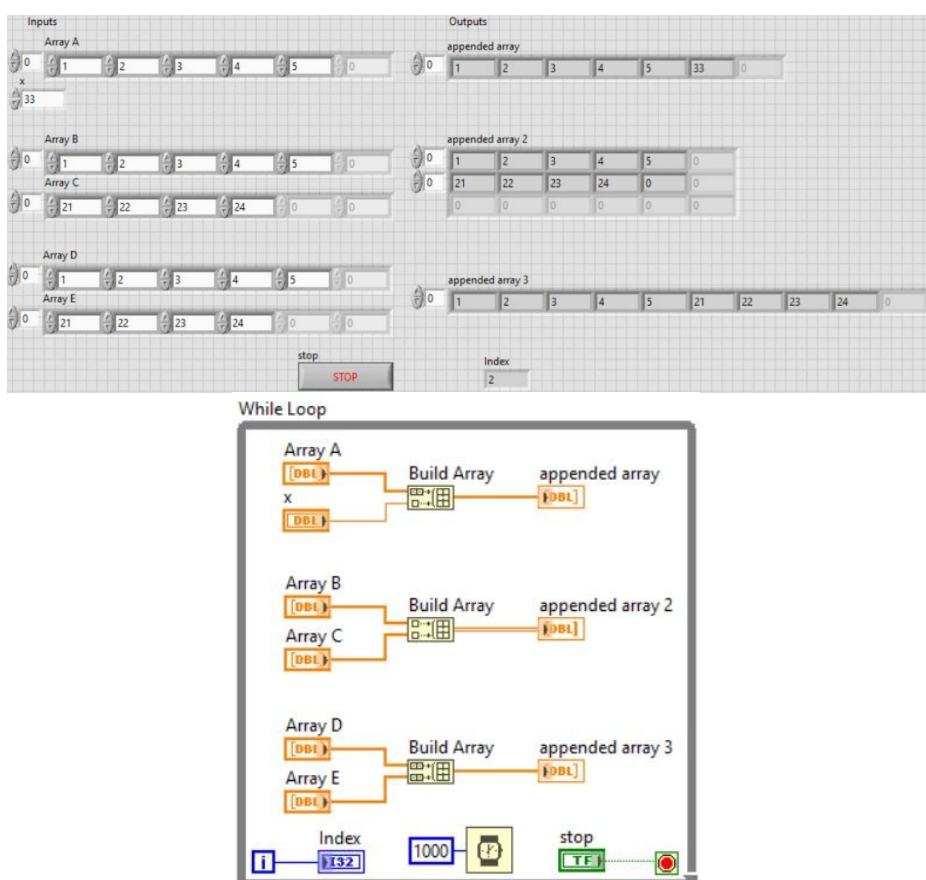 Inputs Outputs
Array A appended array
0 1 2 3 4 5 0 0 1 2 3 4 5 33 0
x
33
Array B appended array 2
0 1 2 3 4 5 0 0 1 2 3 4 5 0
Array C 0 21 22 23 24 0 0
0 21 22 23 24 0 0 0 0 0 0 0 0
Array D
0 1 2 3 4 5 0 appended array 3
Array E 0 1 2 3 4 5 21 22 23 24 0
0 21 22 23 24 0 0
stop Index
STOP 2
While Loop
Array A
[DBL] Build Array appended array
x DBL]
DBL
Array B
[DBL] Build Array appended array 2
Array C DBL]
[DBL]
Array D
[DBL] Build Array appended array 3
Array E DBL]
[DBL]
Index stop
i I32 1000 TF